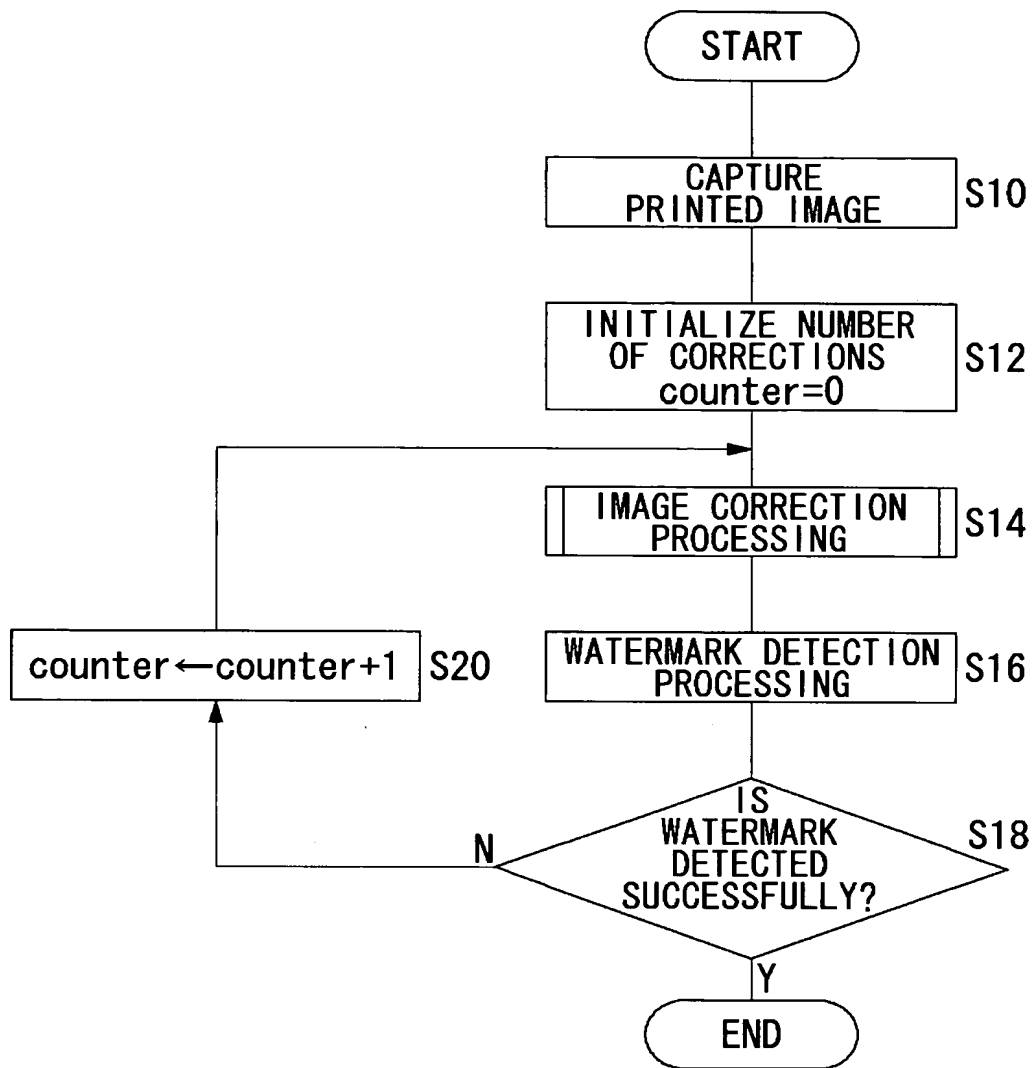 START
CAPTURE
PRINTED IMAGE
S10
INITIALIZE NUMBER
OF CORRECTIONS
counter=0
S12
IMAGE CORRECTION
PROCESSING
S14
WATERMARK DETECTION
PROCESSING
S16
counter←counter+1
S20
IS
WATERMARK
DETECTED
SUCCESSFULLY?
S18
N
Y
END